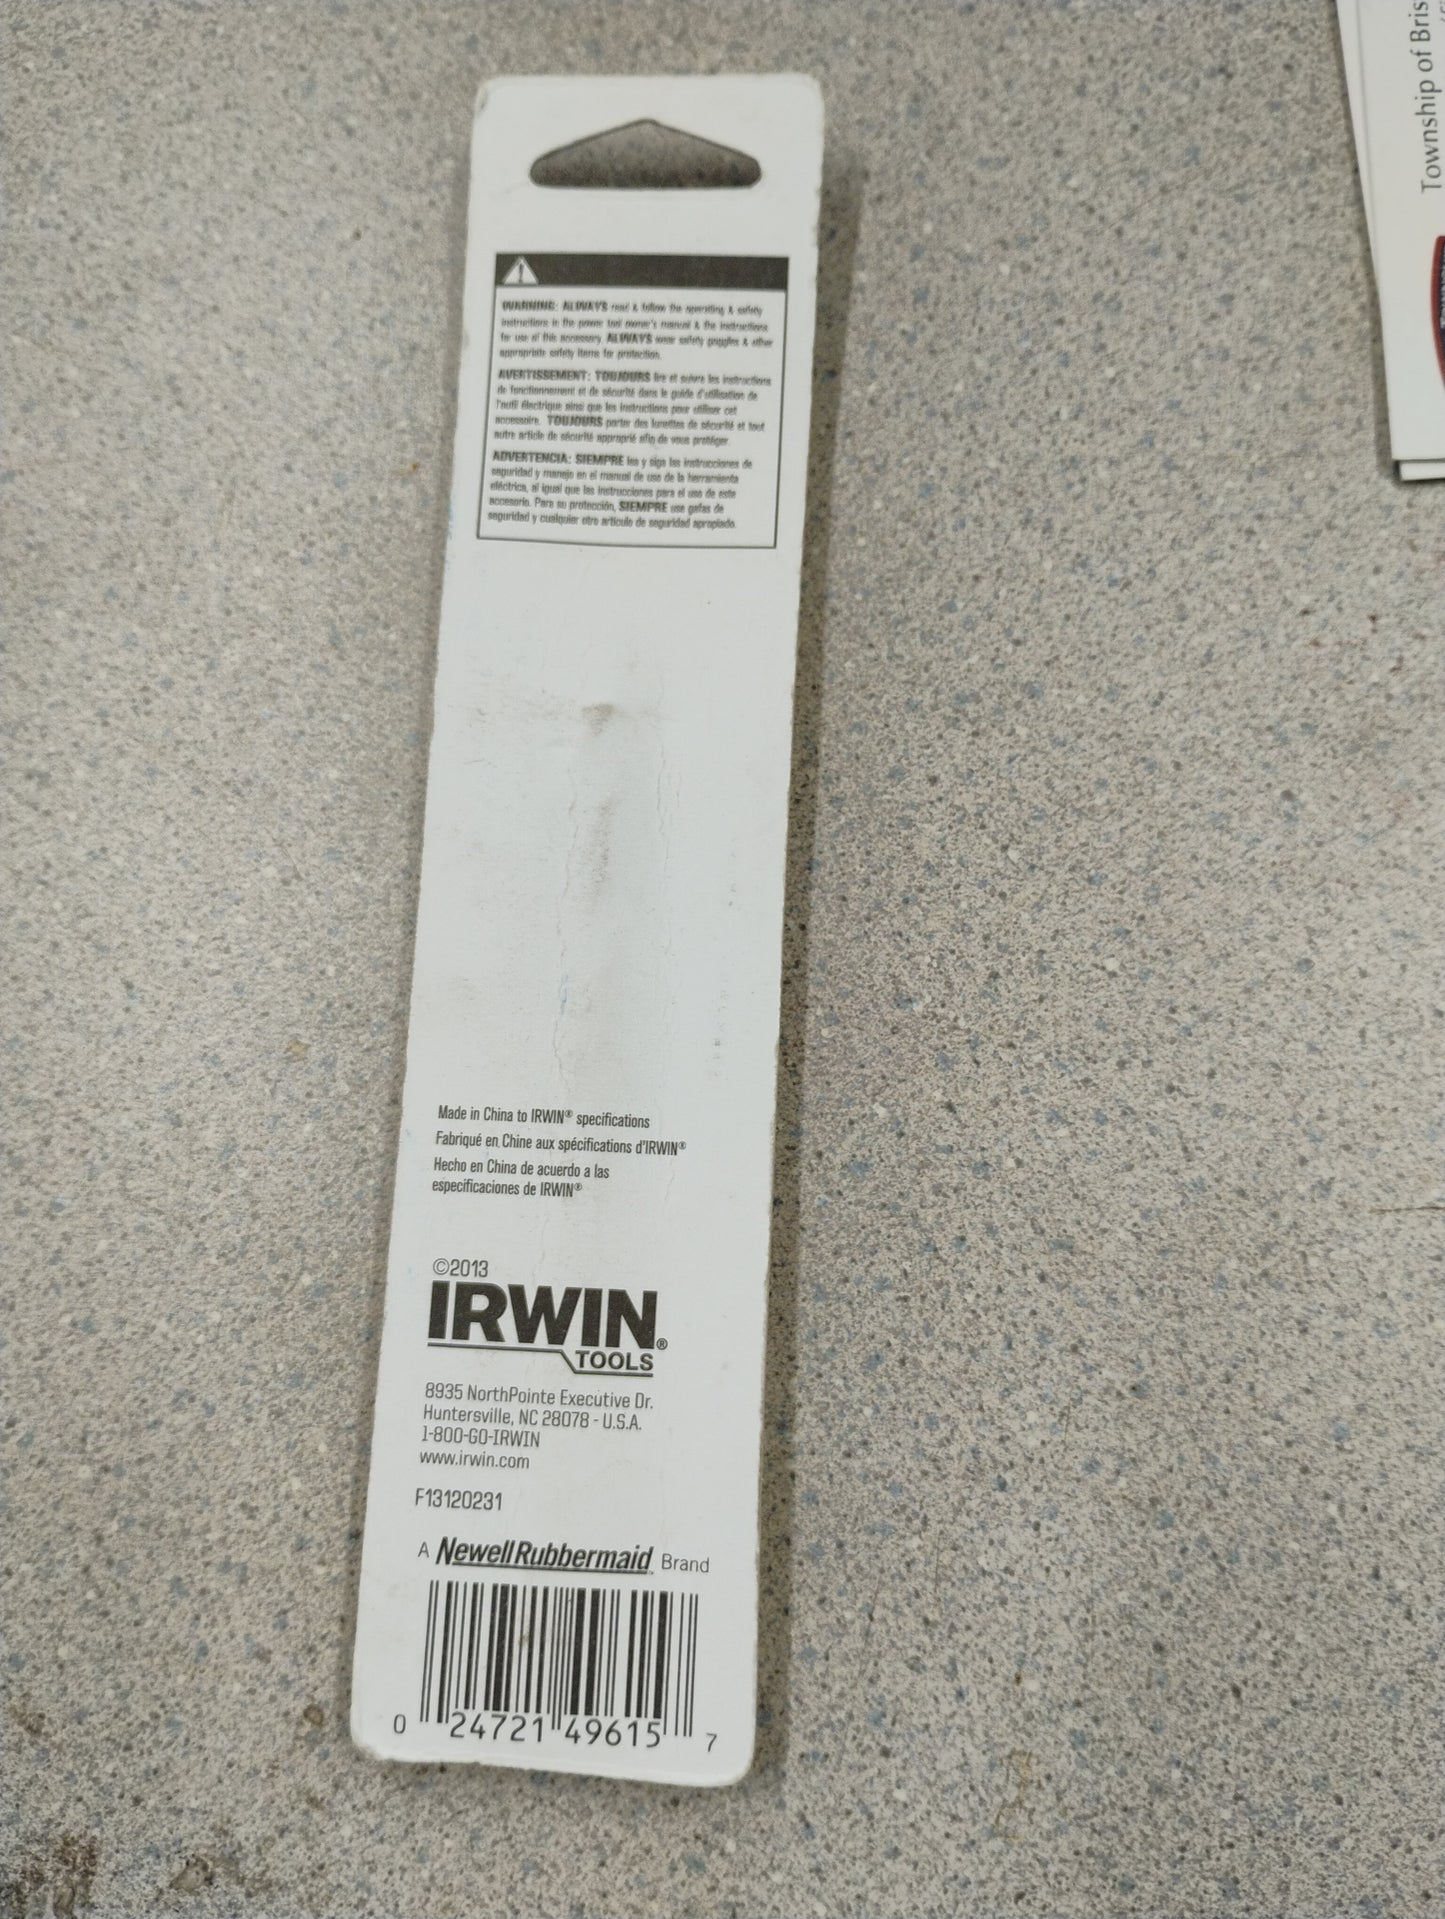 WARNING: ALWAYS read & follow the operating & safety
instructions in the power tool owner's manual & the instructions
for use of this accessory. ALWAYS wear safety goggles & other
appropriate safety items for protection.
AVERTISSEMENT: TOUJOURS lire et suivre les instructions
de fonctionnement et de sécurité dans le guide d'utilisation de
l'outil électrique ainsi que les instructions pour utiliser cet
accessoire. TOUJOURS porter des lunettes de sécurité et tout
autre article de sécurité approprié afin de vous protéger.
ADVERTENCIA: SIEMPRE lea y siga las instrucciones de
seguridad y manejo en el manual de uso de la herramienta
eléctrica, al igual que las instrucciones para el uso de este
accesorio. Para su protección, SIEMPRE use gafas de
seguridad y cualquier otro artículo de seguridad apropiado.
Made in China to IRWIN® specifications
Fabriqué en Chine aux spécifications d'IRWIN®
Hecho en China de acuerdo a las
especificaciones de IRWIN®
©2013
IRWIN®
TOOLS
8935 NorthPointe Executive Dr.
Huntersville, NC 28078 - U.S.A.
1-800-GO-IRWIN
www.irwin.com
F13120231
A NewellRubbermaid Brand
0 24721 49615 7
Township of Bris